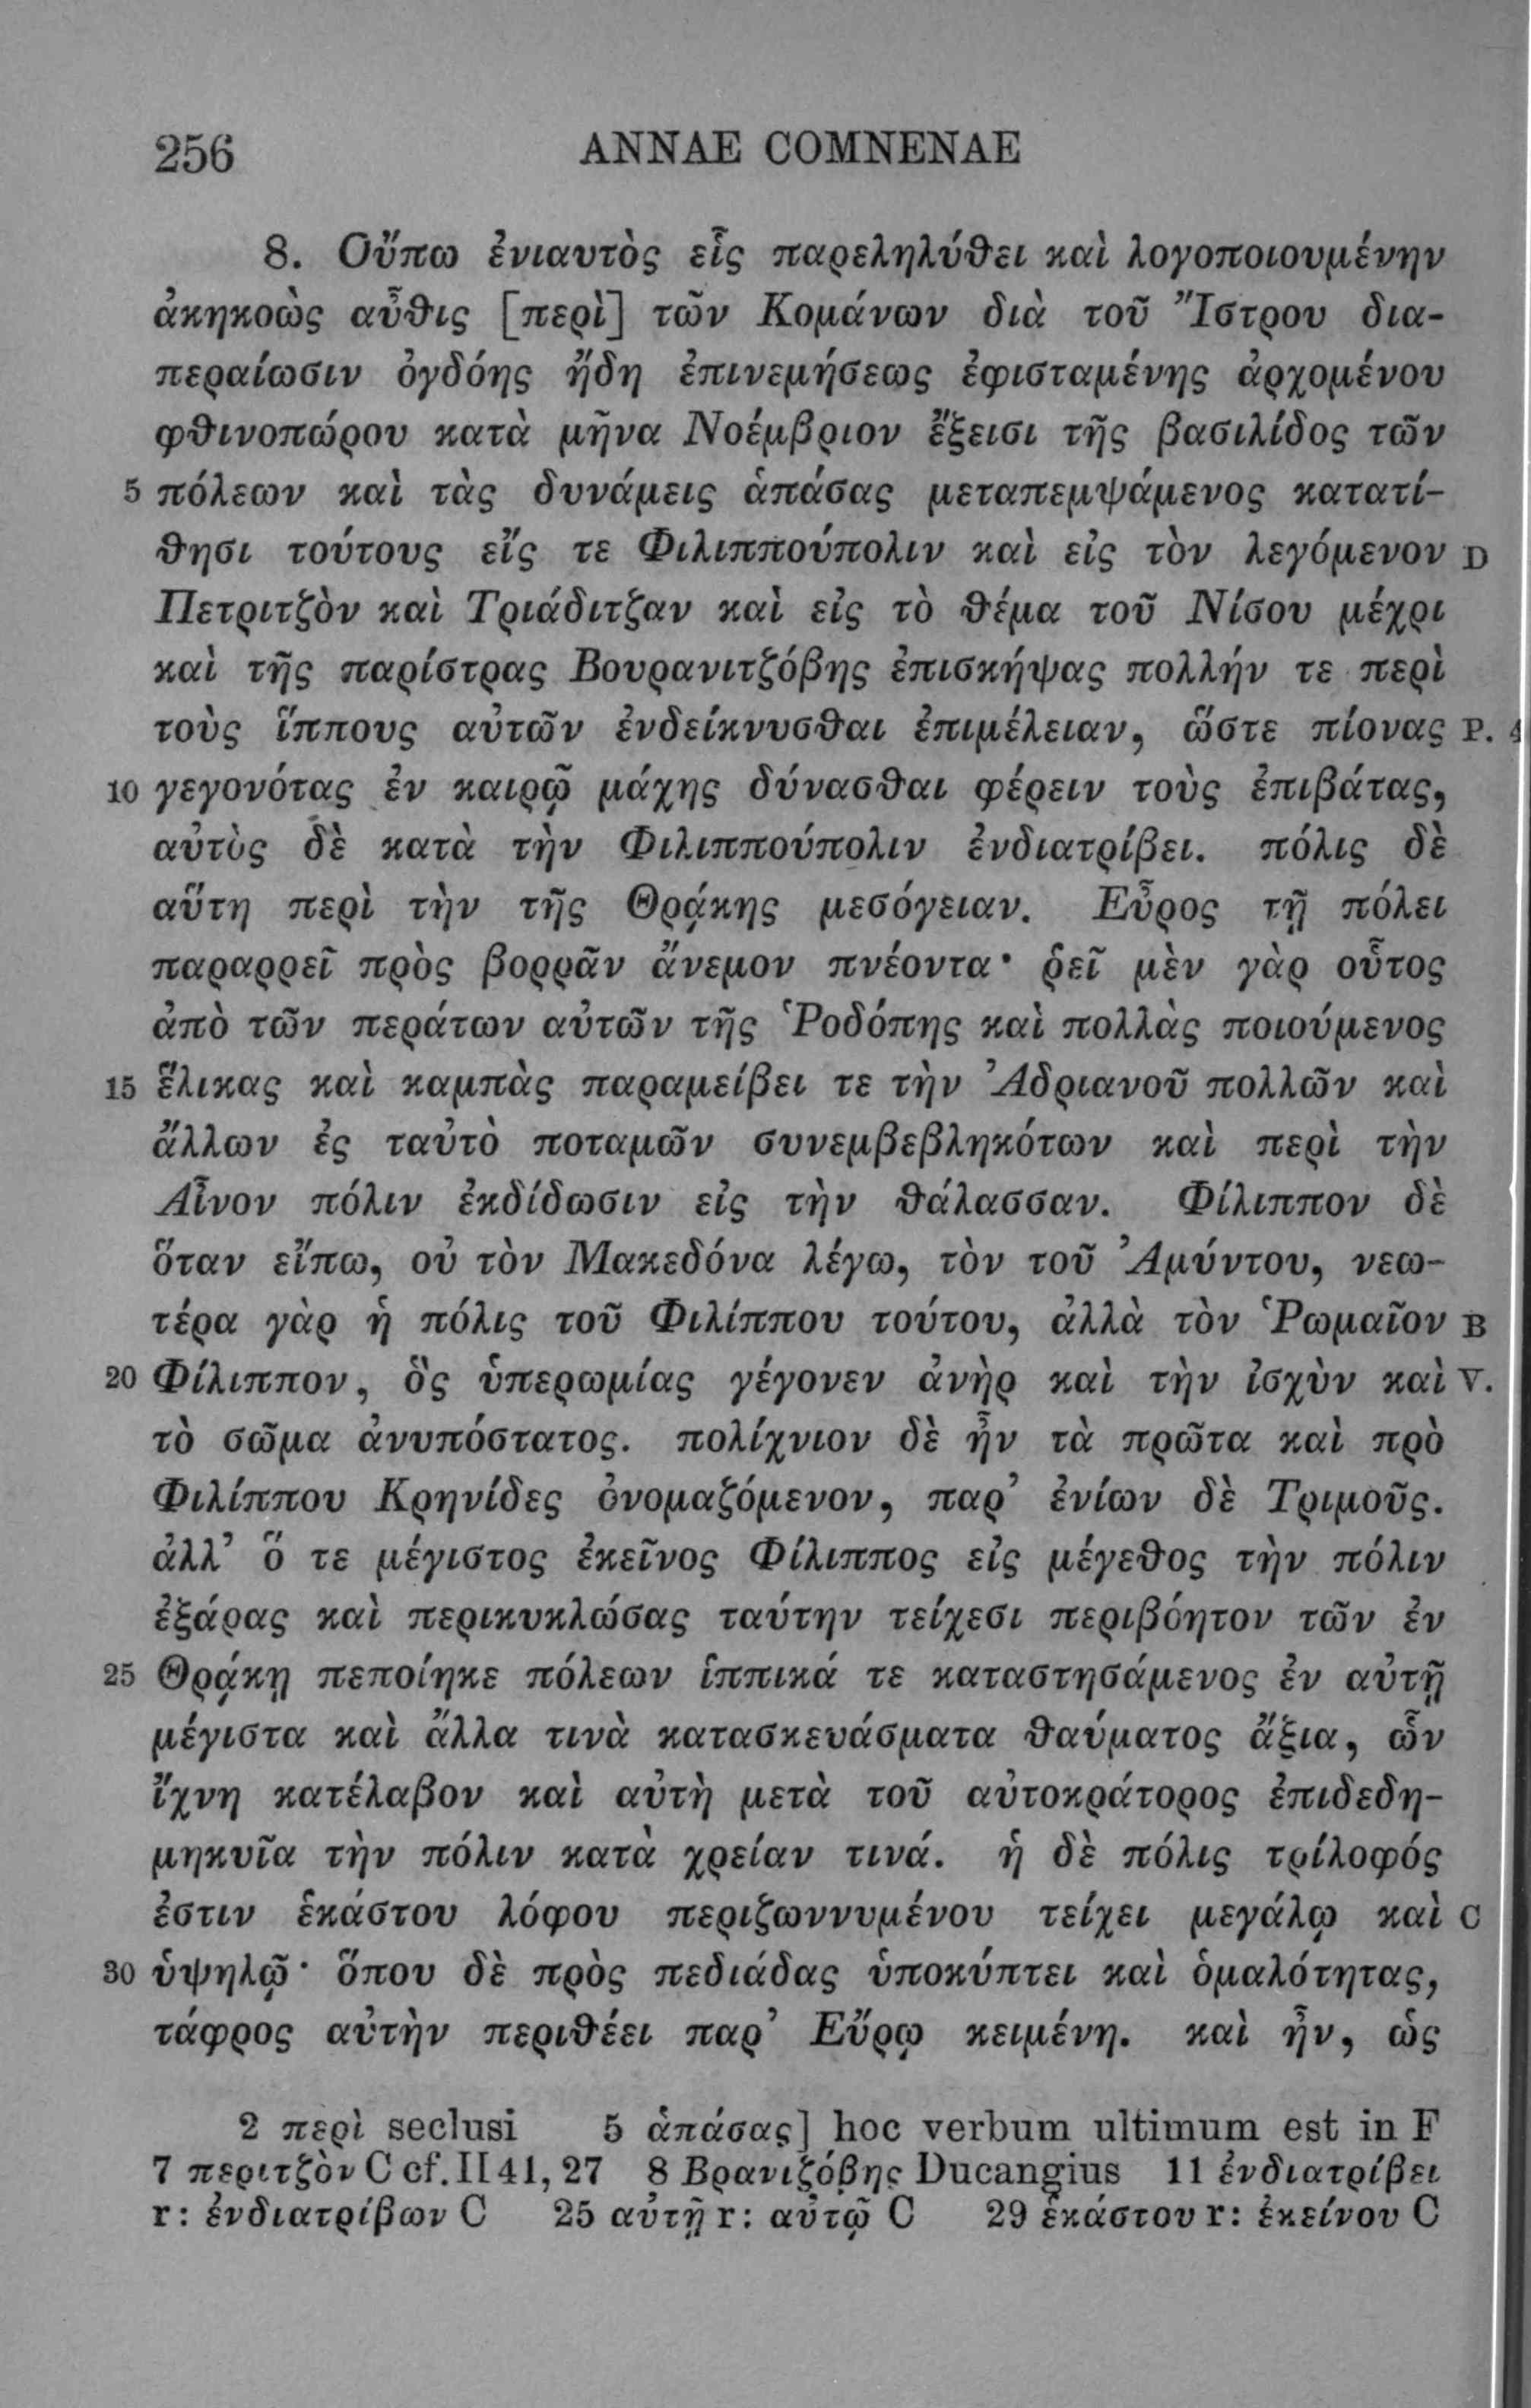 256 ANNAE COMNENAE
8. Οὔπω ἐνιαυτὸς εἷς παρεληλύθει καὶ λογοποιουμένην
ἀκηκοὼς αὖθις [περὶ] τῶν Κομάνων διὰ τοῦ Ἴστρου δια-
περαίωσιν ὀγδόης ἤδη ἐπινεμήσεως ἐφισταμένης ἀρχομένου
φθινοπώρου κατὰ μῆνα Νοέμβριον ἔξεισι τῆς βασιλίδος τῶν
5 πόλεων καὶ τὰς δυνάμεις ἁπάσας μεταπεμψάμενος κατατί-
θησι τούτους εἴς τε Φιλιππούπολιν καὶ εἰς τὸν λεγόμενον D
Πετριτζὸν καὶ Τριάδιτζαν καὶ εἰς τὸ θέμα τοῦ Νίσου μέχρι
καὶ τῆς παρίστρας Βουρανιτζόβης ἐπισκήψας πολλήν τε περὶ
τοὺς ἵππους αὐτῶν ἐνδείκνυσθαι ἐπιμέλειαν, ὥστε πίονας P. 4
10 γεγονότας ἐν καιρῷ μάχης δύνασθαι φέρειν τοὺς ἐπιβάτας,
αὐτὸς δὲ κατὰ τὴν Φιλιππούπολιν ἐνδιατρίβει. πόλις δὲ
αὕτη περὶ τὴν τῆς Θρᾴκης μεσόγειαν. Εὖρος τῇ πόλει
παραρρεῖ πρὸς βορρᾶν ἄνεμον πνέοντα· ῥεῖ μὲν γὰρ οὗτος
ἀπὸ τῶν περάτων αὐτῶν τῆς Ῥοδόπης καὶ πολλὰς ποιούμενος
15 ἕλικας καὶ καμπὰς παραμείβει τε τὴν Ἀδριανοῦ πολλῶν καὶ
ἄλλων ἐς ταὐτὸ ποταμῶν συνεμβεβληκότων καὶ περὶ τὴν
Αἶνον πόλιν ἐκδίδωσιν εἰς τὴν θάλασσαν. Φίλιππον δὲ
ὅταν εἴπω, οὐ τὸν Μακεδόνα λέγω, τὸν τοῦ Ἀμύντου, νεω-
τέρα γὰρ ἡ πόλις τοῦ Φιλίππου τούτου, ἀλλὰ τὸν Ῥωμαῖον B
20 Φίλιππον, ὃς ὑπερωμίας γέγονεν ἀνὴρ καὶ τὴν ἰσχὺν καὶ V.
τὸ σῶμα ἀνυπόστατος. πολίχνιον δὲ ἦν τὰ πρῶτα καὶ πρὸ
Φιλίππου Κρηνίδες ὀνομαζόμενον, παρ᾽ ἐνίων δὲ Τριμοῦς.
ἀλλ᾽ ὅ τε μέγιστος ἐκεῖνος Φίλιππος εἰς μέγεθος τὴν πόλιν
ἐξάρας καὶ περικυκλώσας ταύτην τείχεσι περιβόητον τῶν ἐν
25 Θρᾴκῃ πεποίηκε πόλεων ἱππικά τε καταστησάμενος ἐν αὐτῇ
μέγιστα καὶ ἄλλα τινὰ κατασκευάσματα θαύματος ἄξια, ὧν
ἴχνη κατέλαβον καὶ αὐτὴ μετὰ τοῦ αὐτοκράτορος ἐπιδεδη-
μηκυῖα τὴν πόλιν κατὰ χρείαν τινά. ἡ δὲ πόλις τρίλοφός
ἐστιν ἑκάστου λόφου περιζωννυμένου τείχει μεγάλῳ καὶ C
30 ὑψηλῷ· ὅπου δὲ πρὸς πεδιάδας ὑποκύπτει καὶ ὁμαλότητας,
τάφρος αὐτὴν περιθέει παρ᾽ Εὔρῳ κειμένη. καὶ ἦν, ὡς
2 περὶ seclusi 5 ἁπάσας] hoc verbum ultimum est in F
7 περιτζὸν C cf. II 41, 27 8 Βρανιζόβης Ducangius 11 ἐνδιατρίβει
r: ἐνδιατρίβων C 25 αὐτῇ r: αὐτῷ C 29 ἑκάστου r: ἐκείνου C